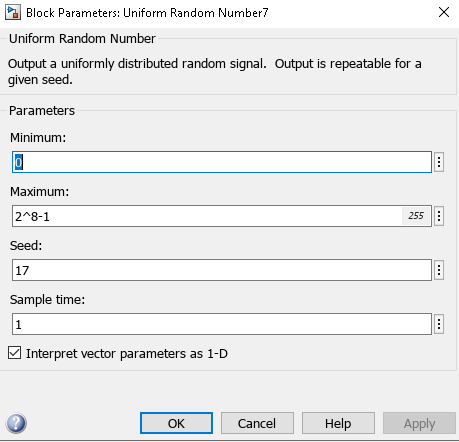 Block Parameters: Uniform Random Number7
Uniform Random Number
Output a uniformly distributed random signal.  Output is repeatable for a
given seed.
Parameters
Minimum:
0
Maximum:
2^8-1 255
Seed:
17
Sample time:
1
Interpret vector parameters as 1-D
? OK Cancel Help Apply